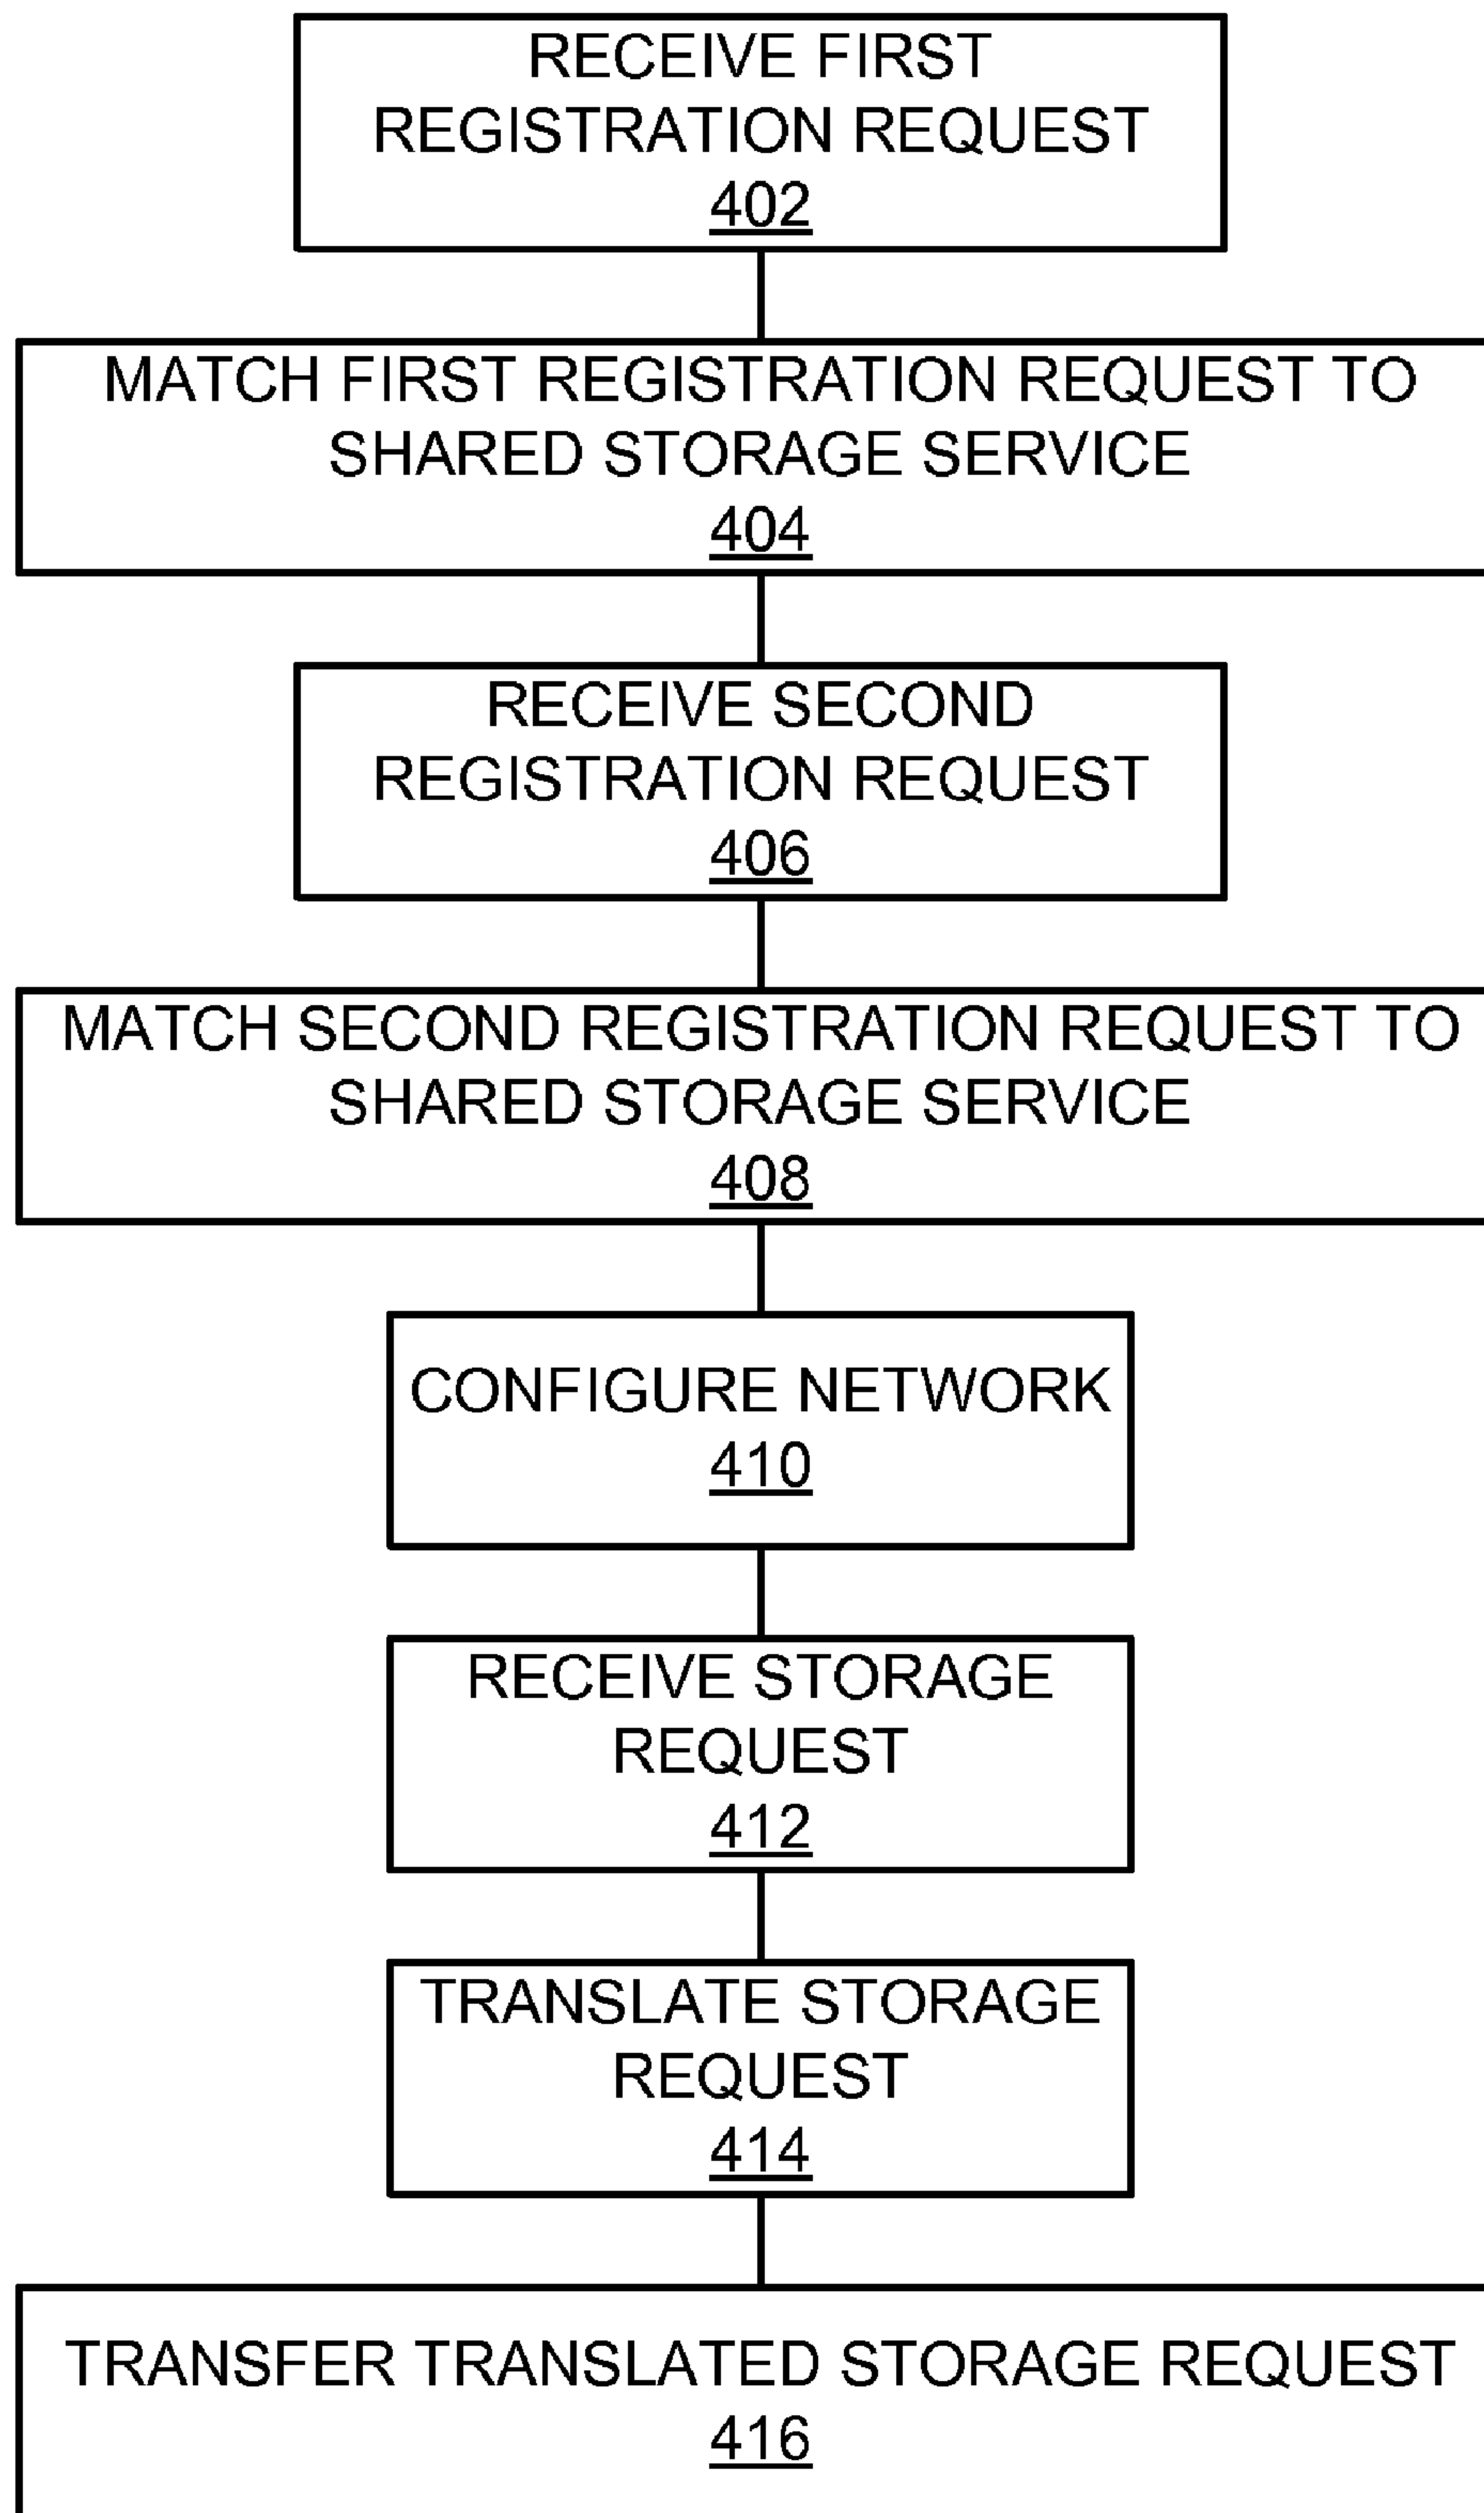 RECEIVE FIRST
REGISTRATION REQUEST
402
MATCH FIRST REGISTRATION REQUEST TO
SHARED STORAGE SERVICE
404
RECEIVE SECOND
REGISTRATION REQUEST
406
MATCH SECOND REGISTRATION REQUEST TO
SHARED STORAGE SERVICE
408
CONFIGURE NETWORK
410
RECEIVE STORAGE
REQUEST
412
TRANSLATE STORAGE
REQUEST
414
TRANSFER TRANSLATED STORAGE REQUEST
416